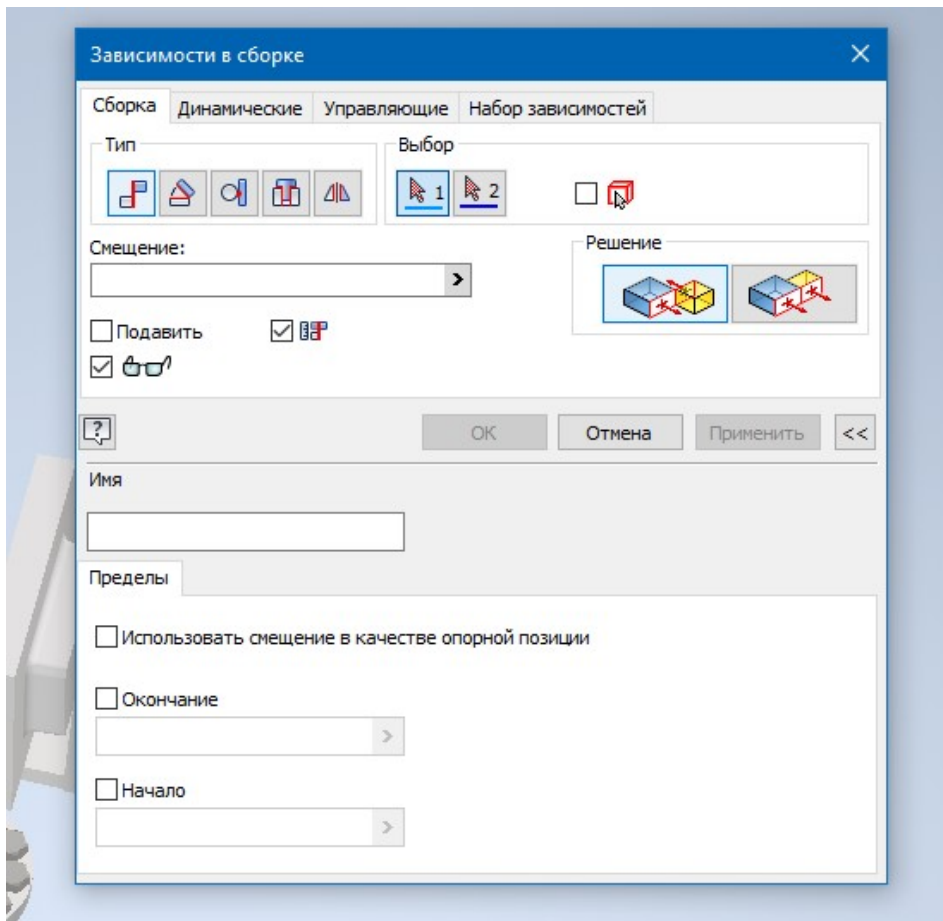 Зависимости в сборке
Сборка Динамические Управляющие Набор зависимостей
Тип Выбор
1 2
Смещение: Решение
Подавить
? ОК Отмена Применить <<
Имя
Пределы
Использовать смещение в качестве опорной позиции
Окончание
Начало